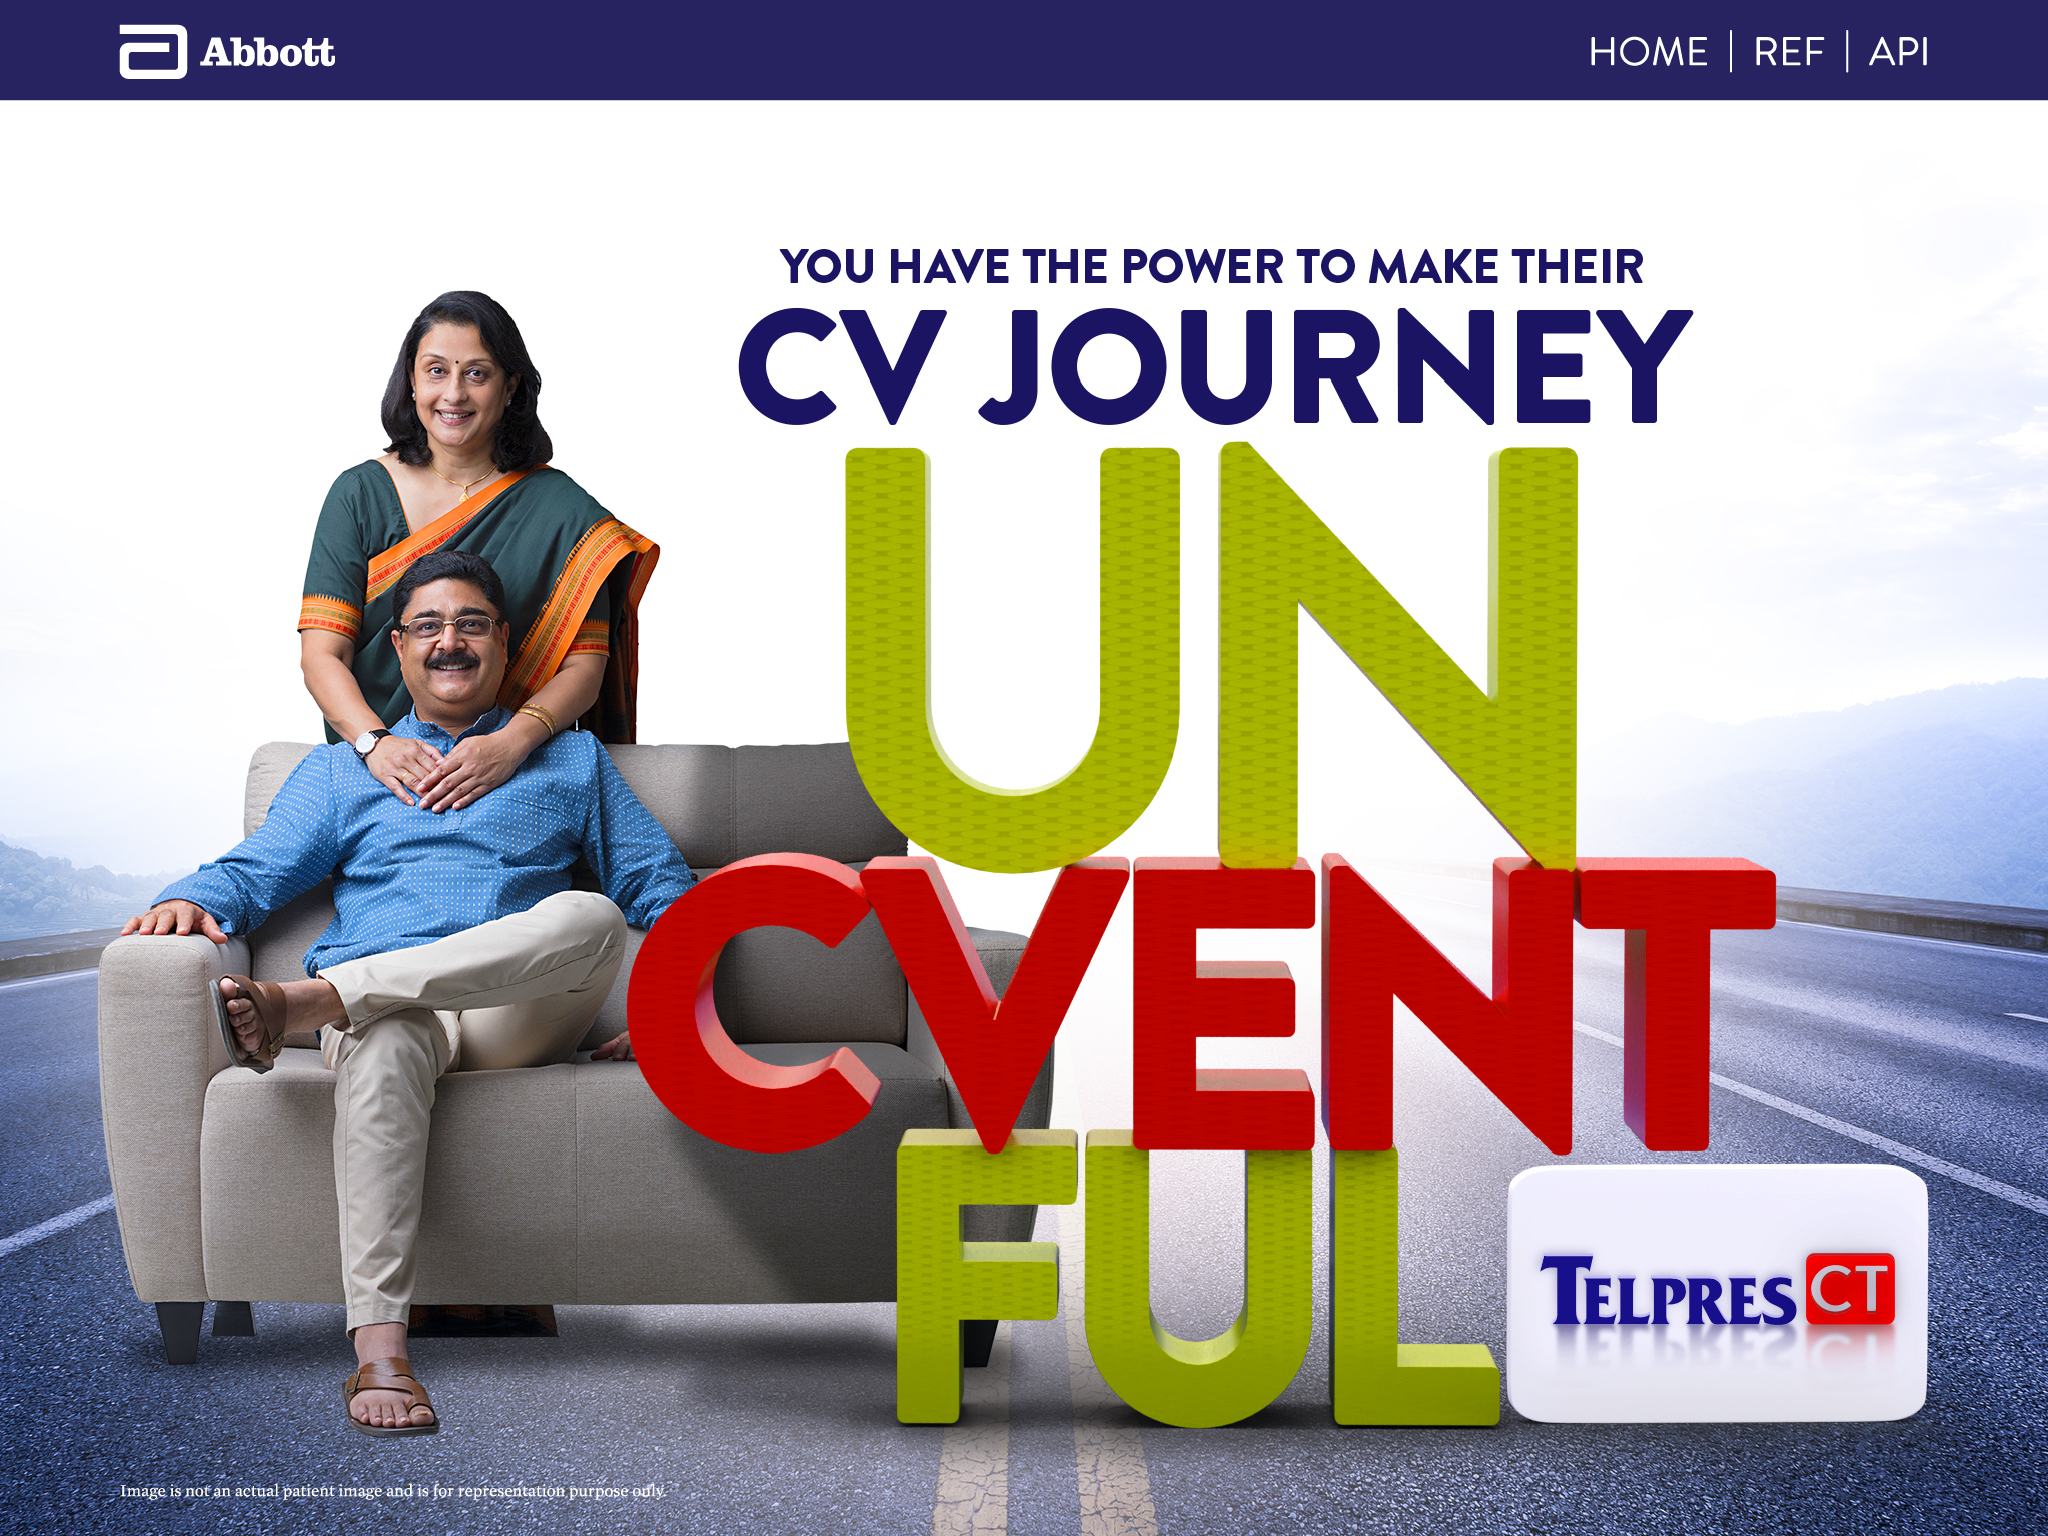 Abbott
HOME | REF | API
YOU HAVE THE POWER TO MAKE THEIR
CV JOURNEY
UN
CVENT
FUL
TELPRES CT
Image is not an actual patient image and is for representation purpose only.